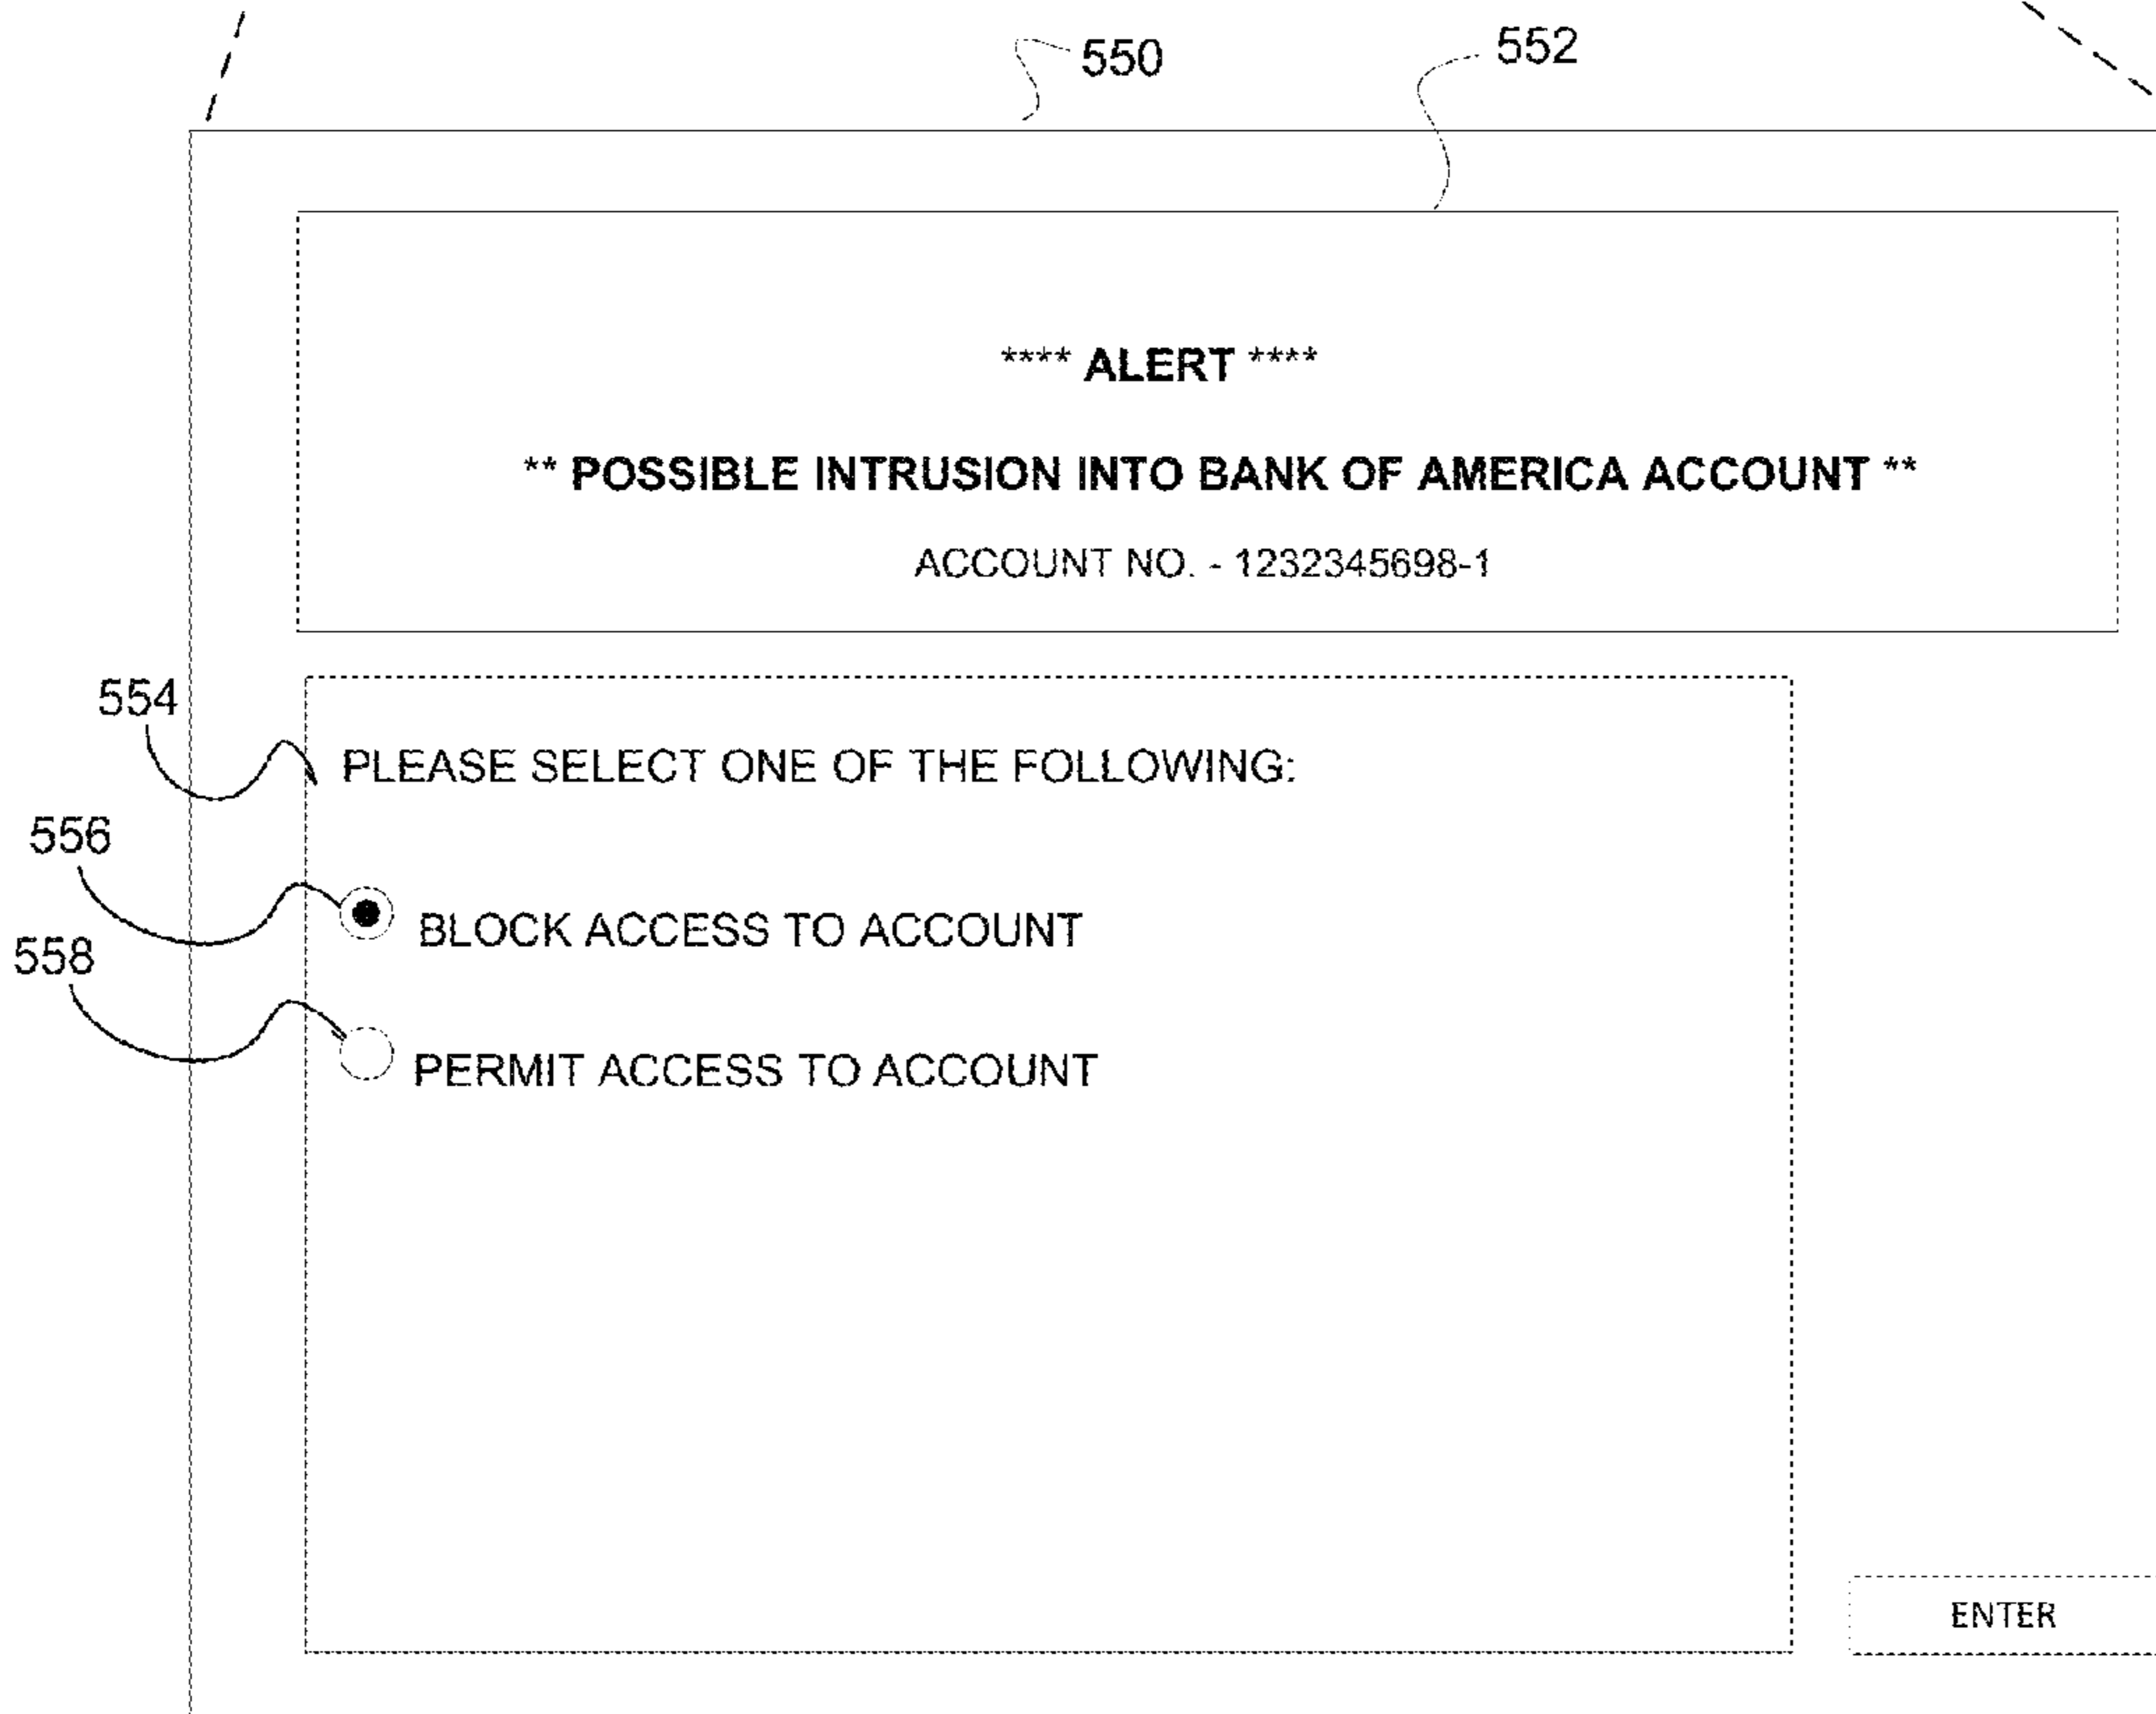 550
552
**** ALERT ****
** POSSIBLE INTRUSION INTO BANK OF AMERICA ACCOUNT **
ACCOUNT NO. - 1232345698-1
554
PLEASE SELECT ONE OF THE FOLLOWING:
556
BLOCK ACCESS TO ACCOUNT
558
PERMIT ACCESS TO ACCOUNT
ENTER